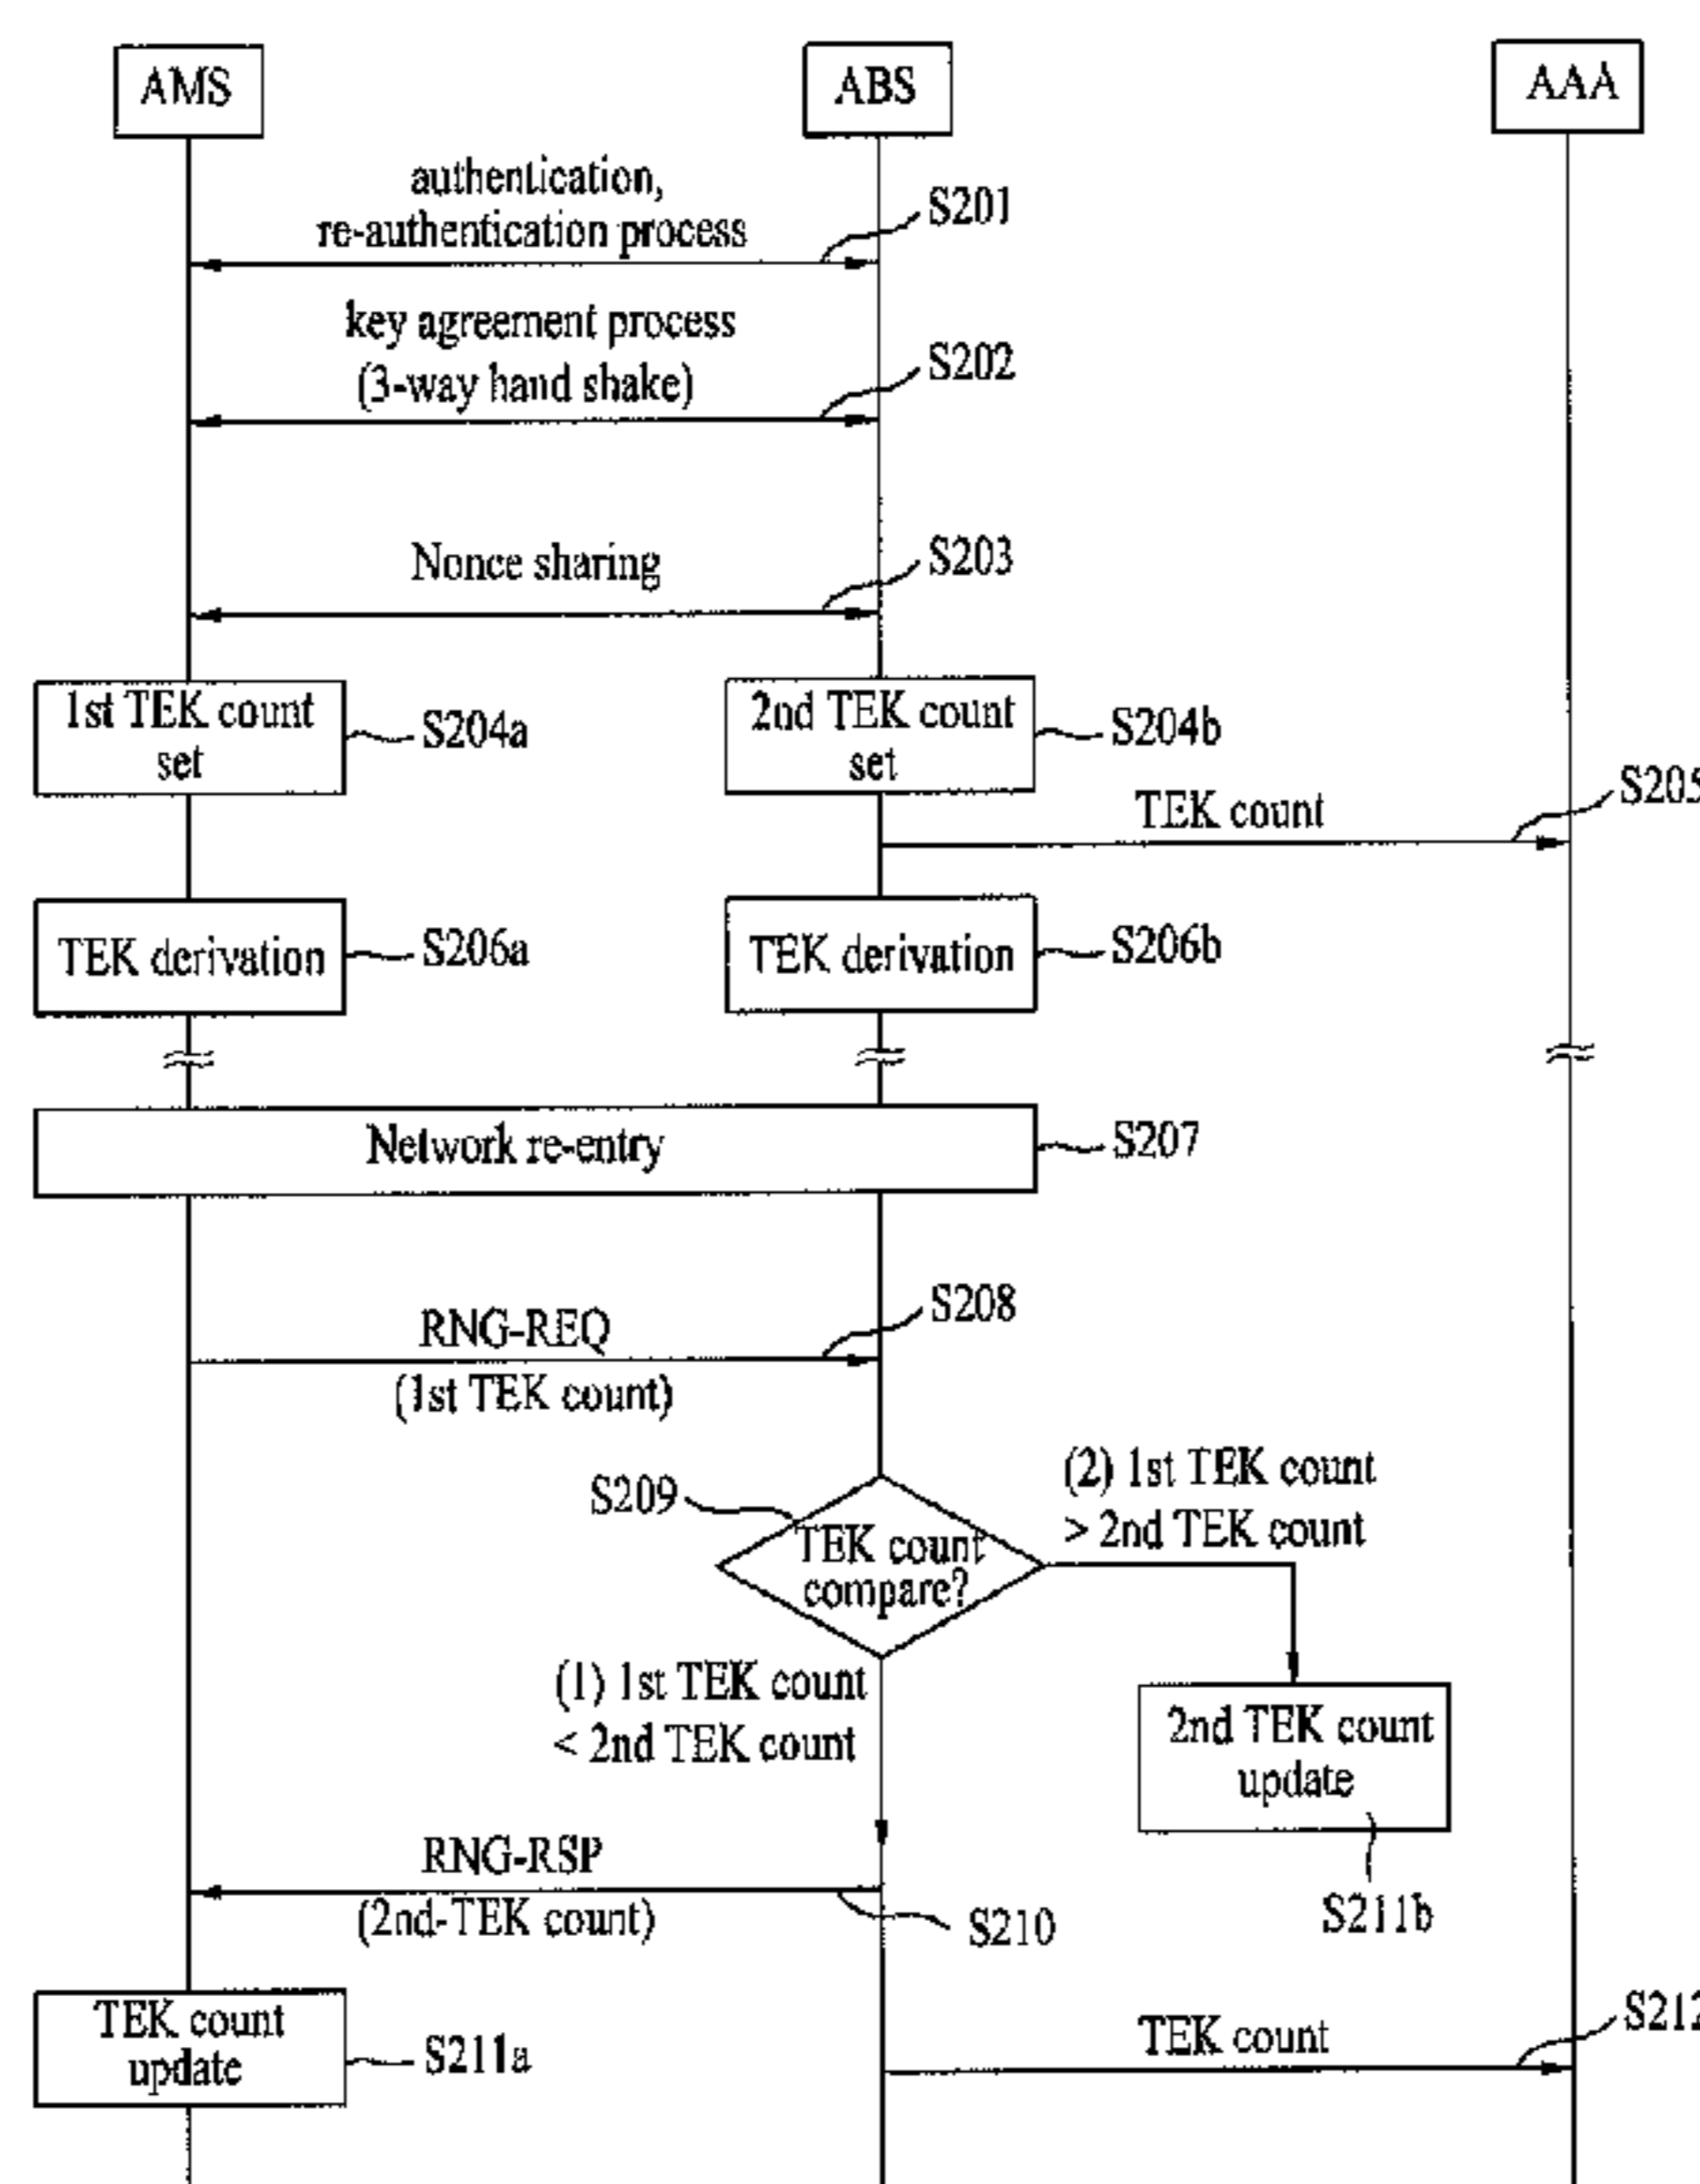 AMS
ABS
AAA
authentication,
re-authentication process
S201
key agreement process
(3-way hand shake)
S202
Nonce sharing
S203
1st TEK count
set
S204a
2nd TEK count
set
S204b
TEK count
S205
TEK derivation
S206a
TEK derivation
S206b
Network re-entry
S207
RNG-REQ
(1st TEK count)
S208
S209
TEK count
compare?
(2) 1st TEK count
> 2nd TEK count
(1) 1st TEK count
< 2nd TEK count
2nd TEK count
update
S211b
RNG-RSP
(2nd-TEK count)
S210
TEK count
update
S211a
TEK count
S212